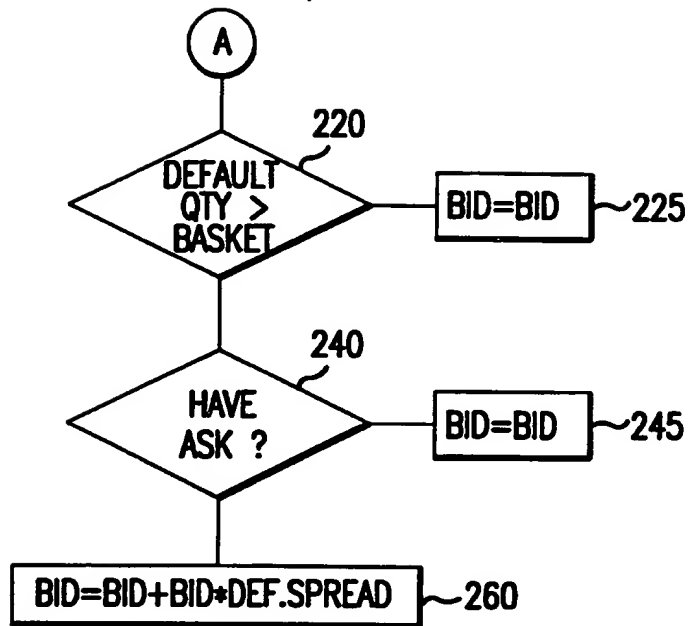 A
220
DEFAULT
QTY >
BASKET
BID=BID
225
240
HAVE
ASK ?
BID=BID
245
BID=BID+BID*DEF.SPREAD
260